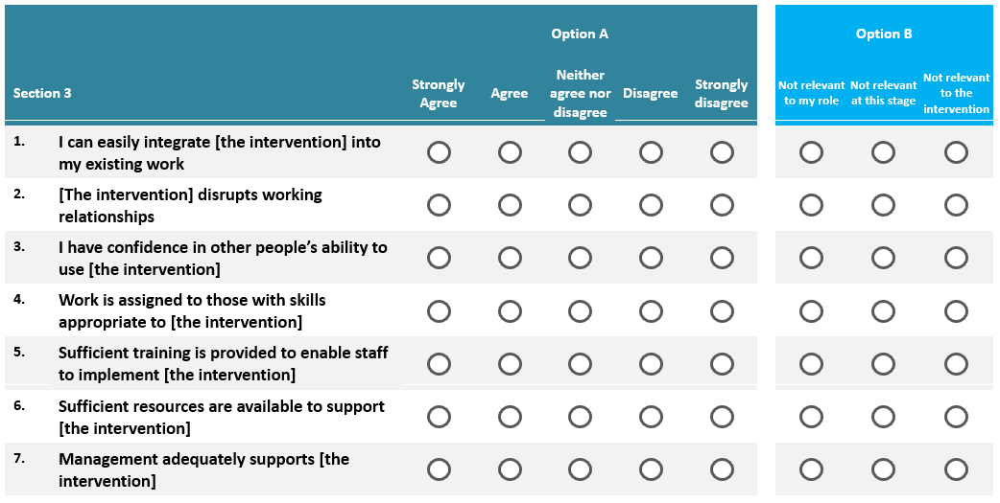 Option A
Option B
Section 3
Strongly
Agree
Agree
Neither
agree nor
disagree
Disagree
Strongly
disagree
Not relevant
to my role
Not relevant
at this stage
Not relevant
to the
intervention
1. I can easily integrate [the intervention] into
my existing work
2. [The intervention] disrupts working
relationships
3. I have confidence in other people’s ability to
use [the intervention]
4. Work is assigned to those with skills
appropriate to [the intervention]
5. Sufficient training is provided to enable staff
to implement [the intervention]
6. Sufficient resources are available to support
[the intervention]
7. Management adequately supports [the
intervention]